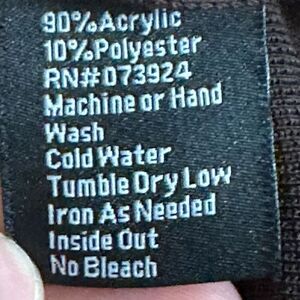 90%Acrylic
10%Polyester
RN#073924
Machine or Hand
Wash
Cold Water
Tumble Dry Low
Iron As Needed
Inside Out
No Bleach